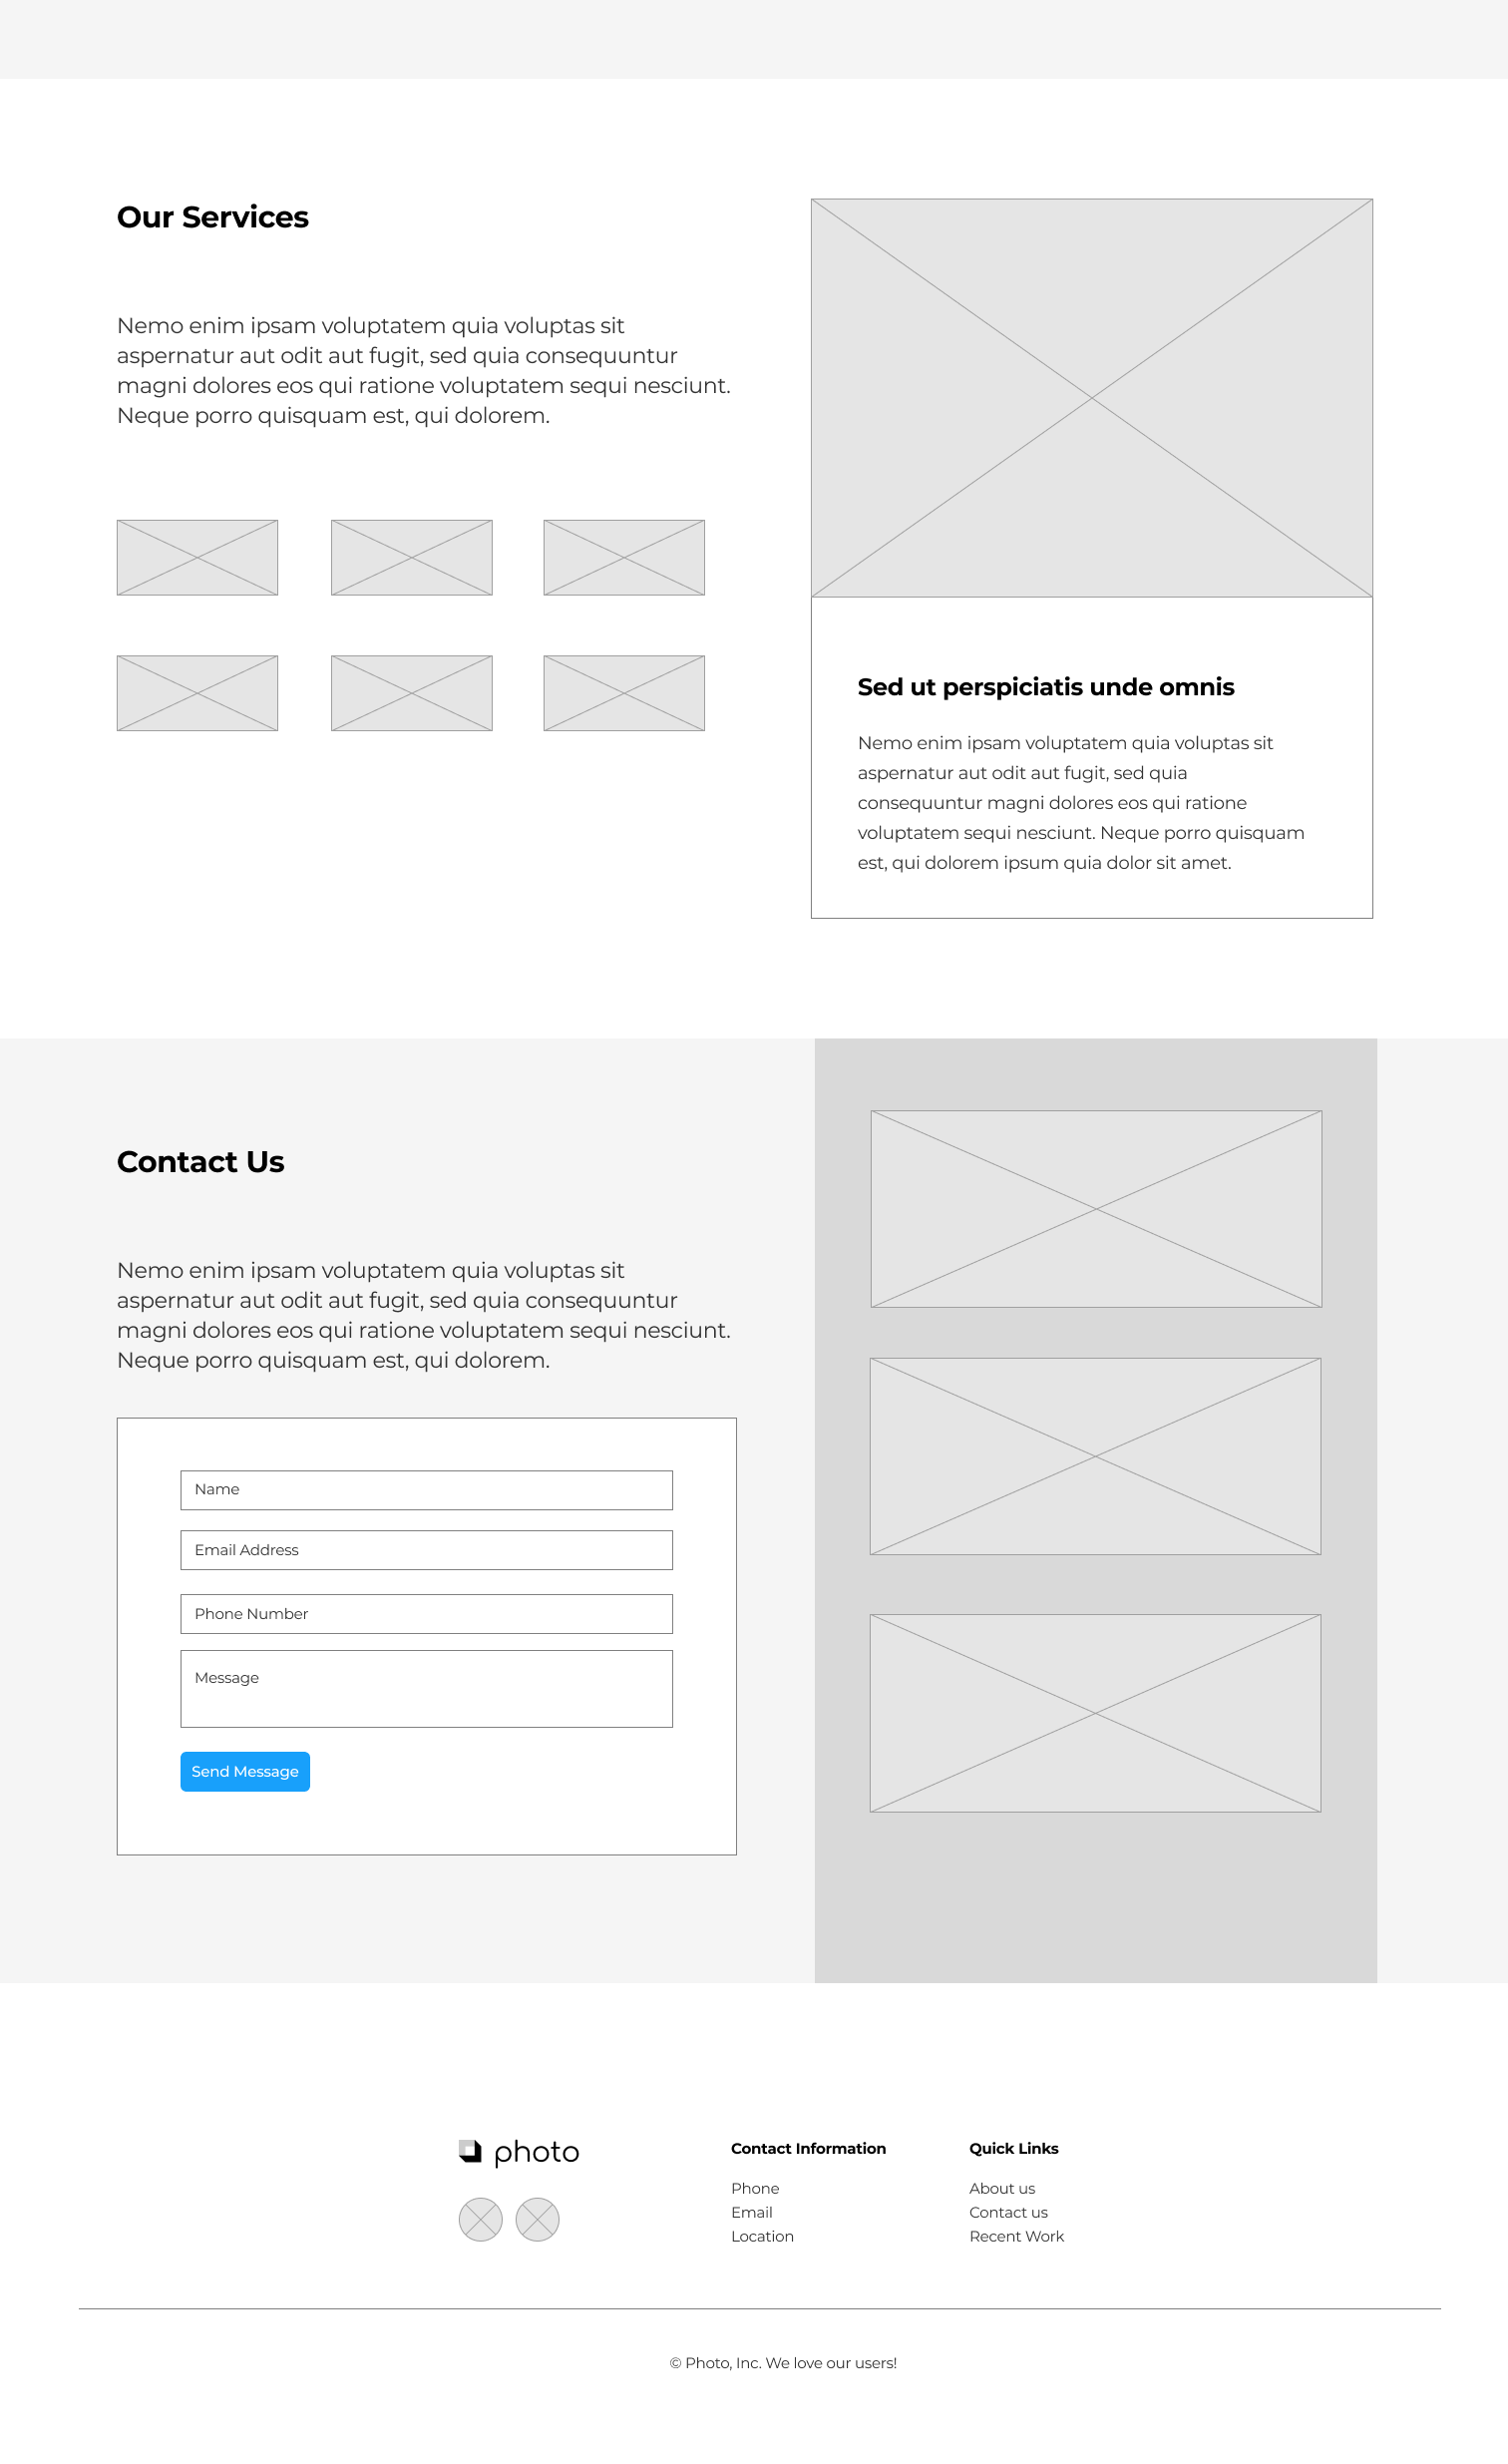 Our Services
Nemo enim ipsam voluptatem quia voluptas sit
aspernatur aut odit aut fugit, sed quia consequuntur
magni dolores eos qui ratione voluptatem sequi nesciunt.
Neque porro quisquam est, qui dolorem.
Sed ut perspiciatis unde omnis
Nemo enim ipsam voluptatem quia voluptas sit
aspernatur aut odit aut fugit, sed quia
consequuntur magni dolores eos qui ratione
voluptatem sequi nesciunt. Neque porro quisquam
est, qui dolorem ipsum quia dolor sit amet.
Contact Us
Nemo enim ipsam voluptatem quia voluptas sit
aspernatur aut odit aut fugit, sed quia consequuntur
magni dolores eos qui ratione voluptatem sequi nesciunt.
Neque porro quisquam est, qui dolorem.
Name
Email Address
Phone Number
Message
Send Message
photo
Contact Information
Phone
Email
Location
Quick Links
About us
Contact us
Recent Work
© Photo, Inc. We love our users!